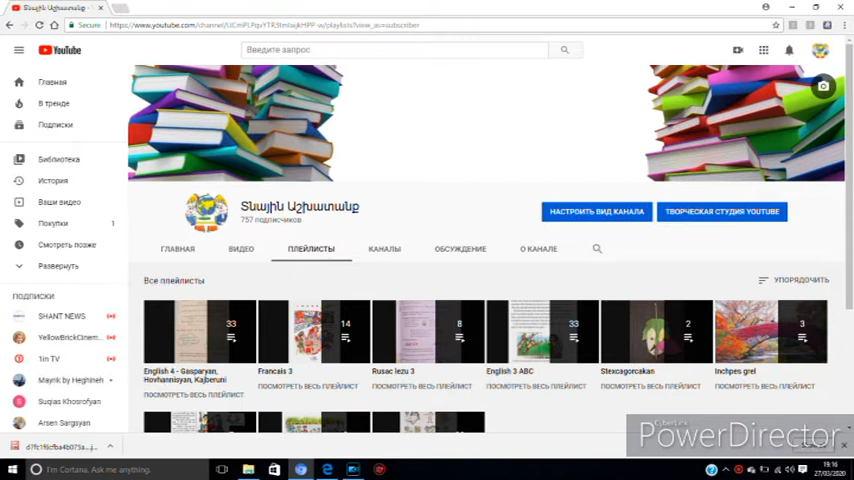 Տնային Աշխատանք - Y
Secure
https://www.youtube.com/channel/
/playlists?view_as=subscriber
YouTube
Введите запрос
Главная
В тренде
Подписки
Библиотека
История
Ваши видео
Покупки 1
Смотреть позже
Развернуть
ПОДПИСКИ
SHANT NEWS
YellowBrickCinem...
1in TV
Mayrik by Heghineh
Suqias Khosrofyan
Arsen Sargsyan
Տնային Աշխատանք
757 подписчиков
НАСТРОИТЬ ВИД КАНАЛА
ТВОРЧЕСКАЯ СТУДИЯ YOUTUBE
ГЛАВНАЯ ВИДЕО ПЛЕЙЛИСТЫ КАНАЛЫ ОБСУЖДЕНИЕ О КАНАЛЕ
Все плейлисты
УПОРЯДОЧИТЬ
33 14 8 33 2 3
English 4 - Gasparyan, Hovhannisyan, Kajberuni
ПОСМОТРЕТЬ ВЕСЬ ПЛЕЙЛИСТ
Francais 3
ПОСМОТРЕТЬ ВЕСЬ ПЛЕЙЛИСТ
Rusac lezu 3
ПОСМОТРЕТЬ ВЕСЬ ПЛЕЙЛИСТ
English 3 ABC
ПОСМОТРЕТЬ ВЕСЬ ПЛЕЙЛИСТ
Stexcagorcakan
ПОСМОТРЕТЬ ВЕСЬ ПЛЕЙЛИСТ
Inchpes grel
ПОСМОТРЕТЬ ВЕСЬ ПЛЕЙЛИСТ
CyberLink
PowerDirector
I'm Cortana. Ask me anything.
19:16
27/03/2020